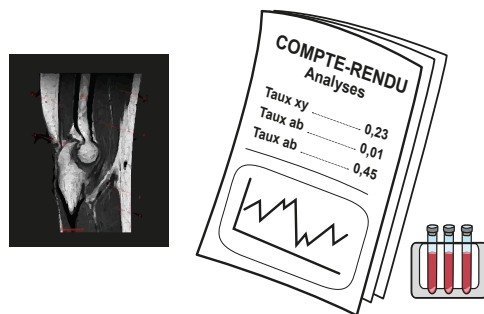 COMPTE-RENDU
Analyses
Taux xy ........... 0,23
Taux ab ........... 0,01
Taux ab ........... 0,45